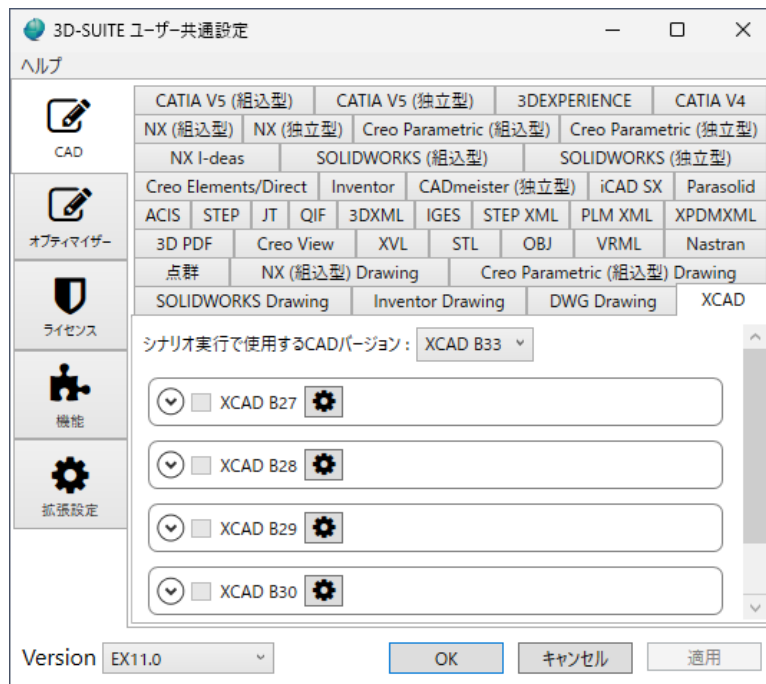 3D-SUITE ユーザー共通設定
ヘルプ
CAD
オプティマイザー
ライセンス
機能
拡張設定
CATIA V5 (組込型) CATIA V5 (独立型) 3DEXPERIENCE CATIA V4
NX (組込型) NX (独立型) Creo Parametric (組込型) Creo Parametric (独立型)
NX I-deas SOLIDWORKS (組込型) SOLIDWORKS (独立型)
Creo Elements/Direct Inventor CADmeister (独立型) iCAD SX Parasolid
ACIS STEP JT QIF 3DXML IGES STEP XML PLM XML XPDMXML
3D PDF Creo View XVL STL OBJ VRML Nastran
点群 NX (組込型) Drawing Creo Parametric (組込型) Drawing
SOLIDWORKS Drawing Inventor Drawing DWG Drawing XCAD
シナリオ実行で使用するCADバージョン : XCAD B33
XCAD B27
XCAD B28
XCAD B29
XCAD B30
Version EX11.0 OK キャンセル 適用